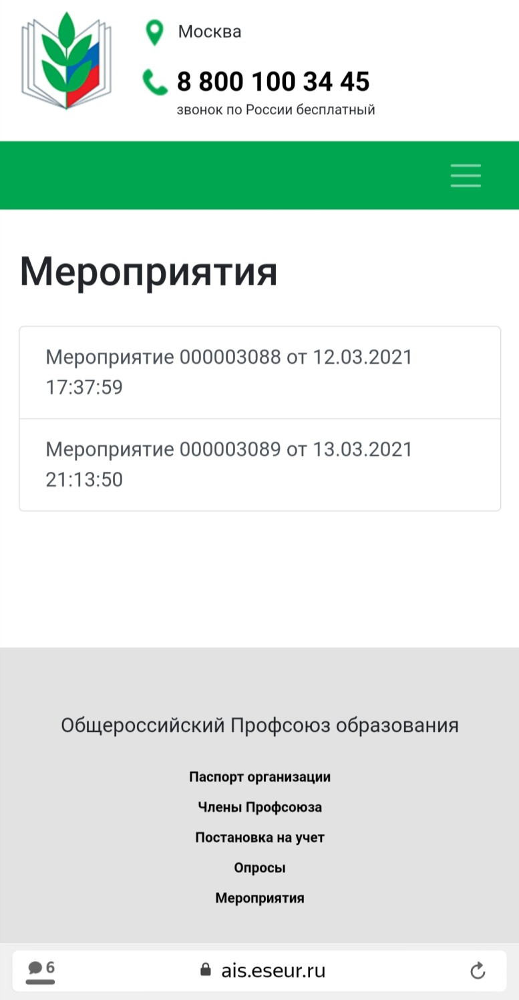 Москва
8 800 100 34 45
звонок по России бесплатный
Мероприятия
Мероприятие 000003088 от 12.03.2021
17:37:59
Мероприятие 000003089 от 13.03.2021
21:13:50
Общероссийский Профсоюз образования
Паспорт организации
Члены Профсоюза
Постановка на учет
Опросы
Мероприятия
6 ais.eseur.ru